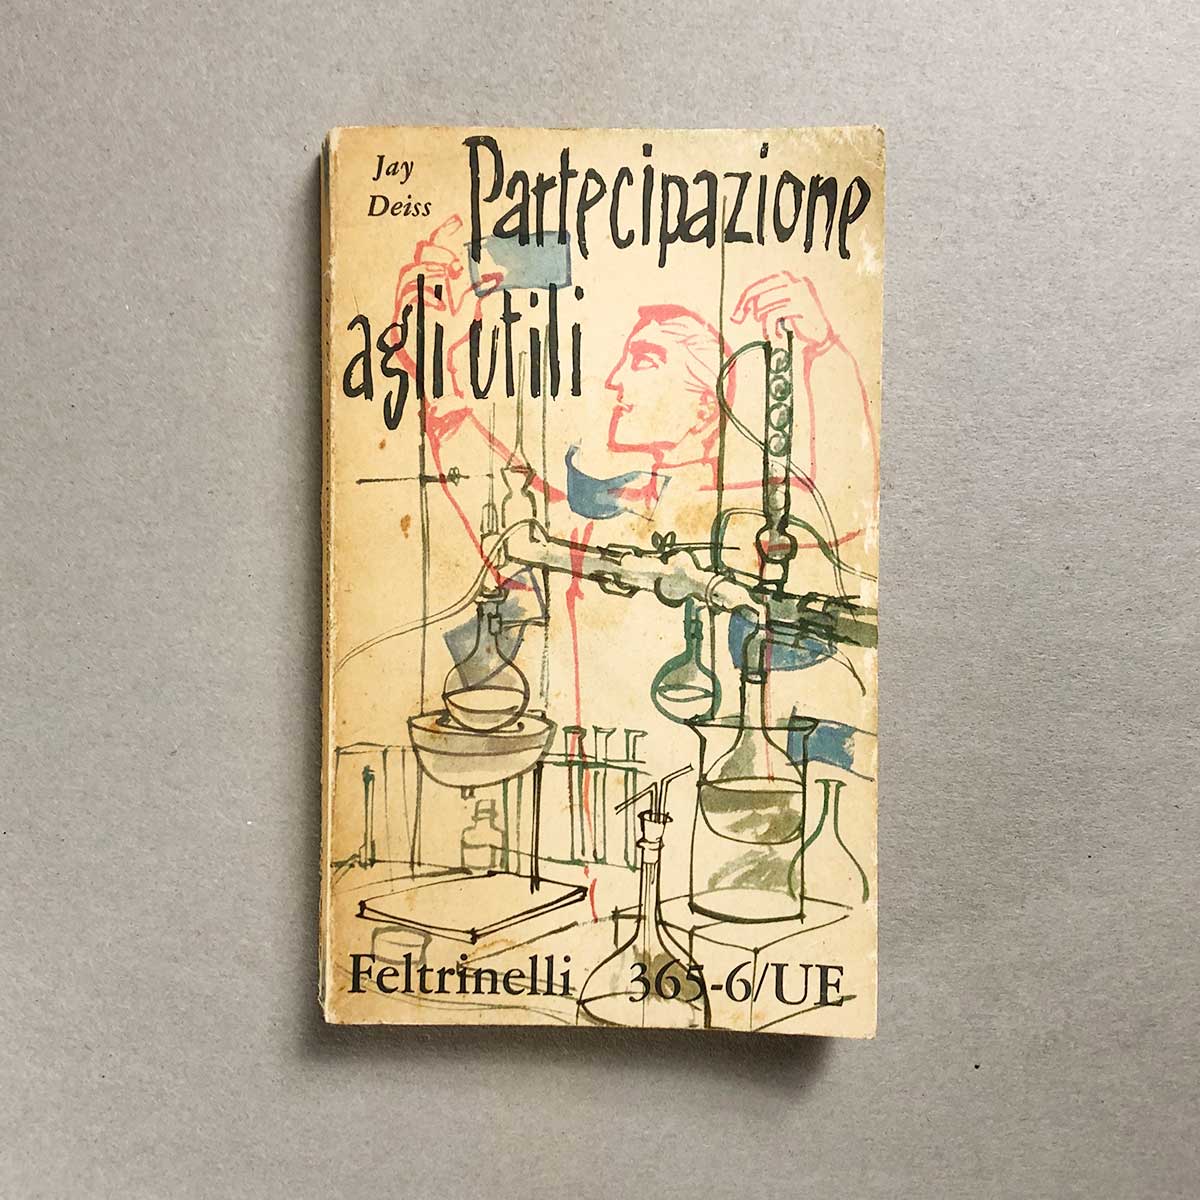 Jay
Deiss
Partecipazione
agli utili
Feltrinelli 365-6/UE